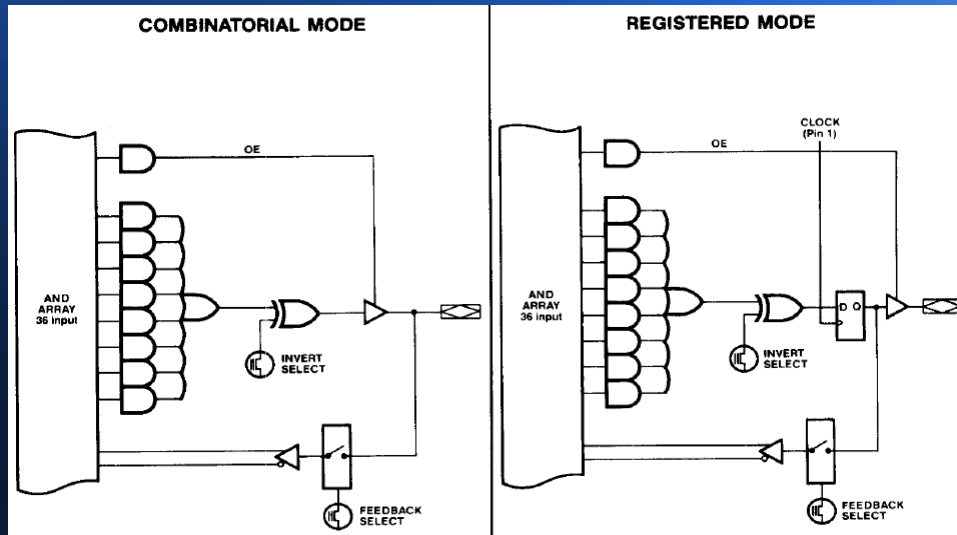 COMBINATORIAL MODE
OE
AND
ARRAY
36 input
INVERT
SELECT
FEEDBACK
SELECT
REGISTERED MODE
CLOCK
(Pin 1)
OE
AND
ARRAY
36 input
D O
INVERT
SELECT
FEEDBACK
SELECT